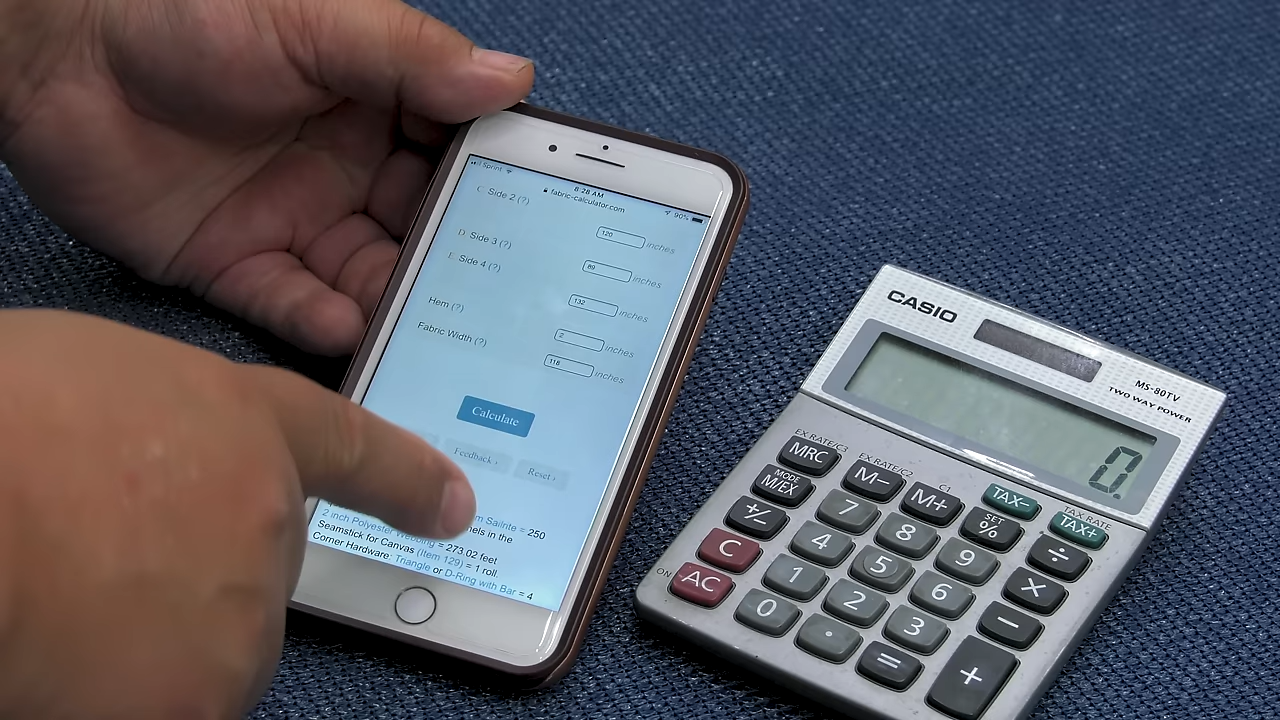 Sprint
8:28 AM
90%
fabric-calculator.com
C Side 2 (?)
120 inches
D Side 3 (?)
89 inches
E Side 4 (?)
132 inches
Hem (?)
2 inches
Fabric Width (?)
118 inches
Calculate
Feedback ›
Reset ›
m Sailrite = 250
nels in the
2 inch Polyester Webbing = 273.02 feet
Seamstick for Canvas (Item 129) = 1 roll.
Corner Hardware: Triangle or D-Ring with Bar = 4
CASIO
MS-80TV
TWO WAY POWER
0.
EX RATE/C3
EX RATE/C2
C1
MRC
M−
M+
TAX-
TAX RATE
TAX+
MODE
M/EX
7
8
SET
%
÷
+/−
4
5
9
×
C
1
2
6
−
ON
AC
0
·
3
=
+